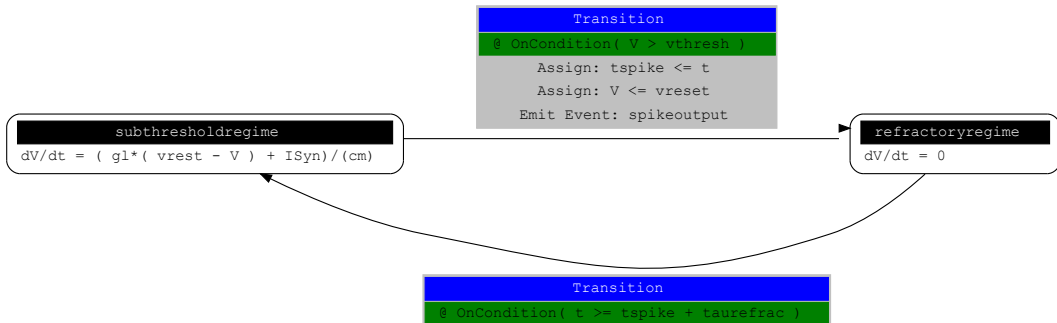 Transition
@ OnCondition( V > vthresh )
Assign: tspike <= t
Assign: V <= vreset
Emit Event: spikeoutput
subthresholdregime
dV/dt = ( gl*( vrest - V ) + ISyn)/(cm)
refractoryregime
dV/dt = 0
Transition
@ OnCondition( t >= tspike + taurefrac )